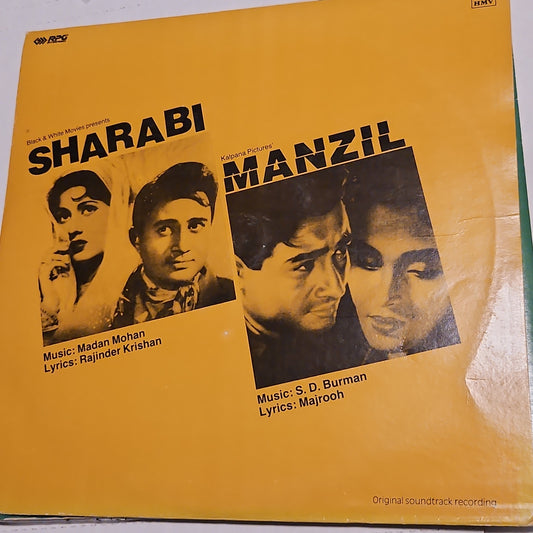 RPG
HMV
Black & White Movies presents
SHARABI
Kalpana Pictures'
MANZIL
Music: Madan Mohan
Lyrics: Rajinder Krishan
Music: S. D. Burman
Lyrics: Majrooh
Original soundtrack recording